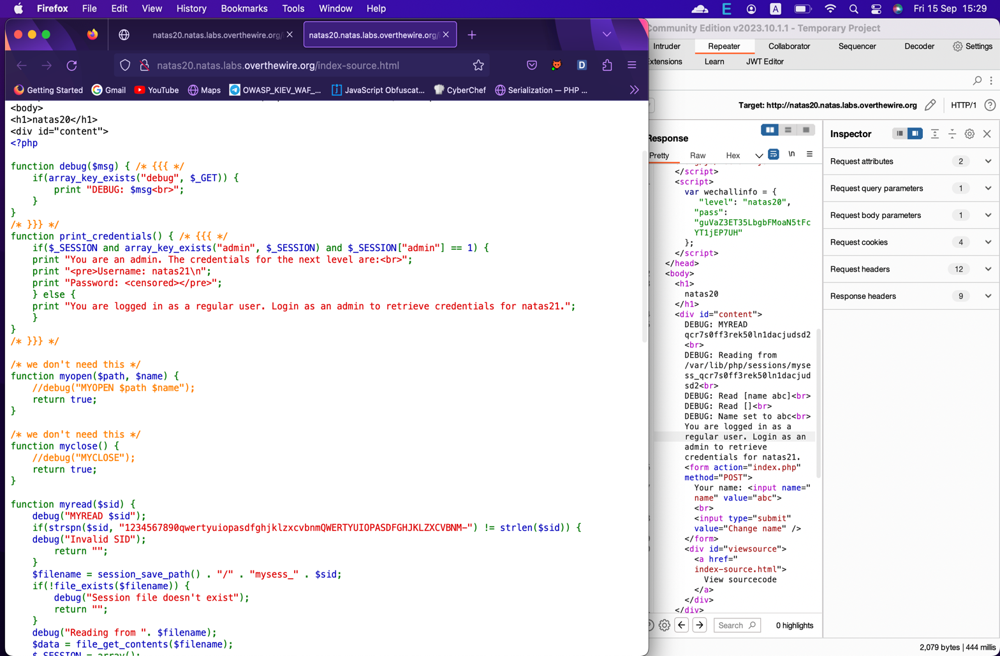 Firefox File Edit View History Bookmarks Tools Window Help
E A Fri 15 Sep 15:29
natas20.natas.labs.overthewire.org/
natas20.natas.labs.overthewire.org/
natas20.natas.labs.overthewire.org/index-source.html
D
Getting Started Gmail YouTube Maps OWASP_KIEV_WAF_... JavaScript Obfuscat... CyberChef Serialization — PHP ...
<body>
<h1>natas20</h1>
<div id="content">
<?php
function debug($msg) { /* {{{ */
if(array_key_exists("debug", $_GET)) {
print "DEBUG: $msg<br>";
}
}
/* }}} */
function print_credentials() { /* {{{ */
if($_SESSION and array_key_exists("admin", $_SESSION) and $_SESSION["admin"] == 1) {
print "You are an admin. The credentials for the next level are:<br>";
print "<pre>Username: natas21\n";
print "Password: <censored></pre>";
} else {
print "You are logged in as a regular user. Login as an admin to retrieve credentials for natas21.";
}
}
/* }}} */
/* we don't need this */
function myopen($path, $name) {
//debug("MYOPEN $path $name");
return true;
}
/* we don't need this */
function myclose() {
//debug("MYCLOSE");
return true;
}
function myread($sid) {
debug("MYREAD $sid");
if(strspn($sid, "1234567890qwertyuiopasdfghjklzxcvbnmQWERTYUIOPASDFGHJKLZXCVBNM-") != strlen($sid)) {
debug("Invalid SID");
return "";
}
$filename = session_save_path() . "/" . "mysess_" . $sid;
if(!file_exists($filename)) {
debug("Session file doesn't exist");
return "";
}
debug("Reading from ". $filename);
$data = file_get_contents($filename);
$_SESSION = array();
Community Edition v2023.10.1.1 - Temporary Project
Intruder Repeater Collaborator Sequencer Decoder Settings
Extensions Learn JWT Editor
Target: http://natas20.natas.labs.overthewire.org HTTP/1
Response
Pretty Raw Hex \n
</script>
<script>
var wechallinfo = {
"level": "natas20",
"pass":
"guVaZ3ET35LbgbFMoaN5tFc
YT1jEP7UH"
};
</script>
</head>
<body>
<h1>
natas20
</h1>
<div id="content">
DEBUG: MYREAD
qcr7s0ff3rek50ln1dacjudsd2
<br>
DEBUG: Reading from
/var/lib/php/sessions/myse
ss_qcr7s0ff3rek50ln1dacjud
sd2<br>
DEBUG: Read [name abc]<br>
DEBUG: Read []<br>
DEBUG: Name set to abc<br>
You are logged in as a
regular user. Login as an
admin to retrieve
credentials for natas21.
<form action="index.php"
method="POST">
Your name: <input name="
name" value="abc">
<br>
<input type="submit"
value="Change name" />
</form>
<div id="viewsource">
<a href="
index-source.html">
View sourcecode
</a>
</div>
</div>
Search 0 highlights
Inspector
Request attributes 2
Request query parameters 1
Request body parameters 1
Request cookies 4
Request headers 12
Response headers 9
2,079 bytes | 444 millis